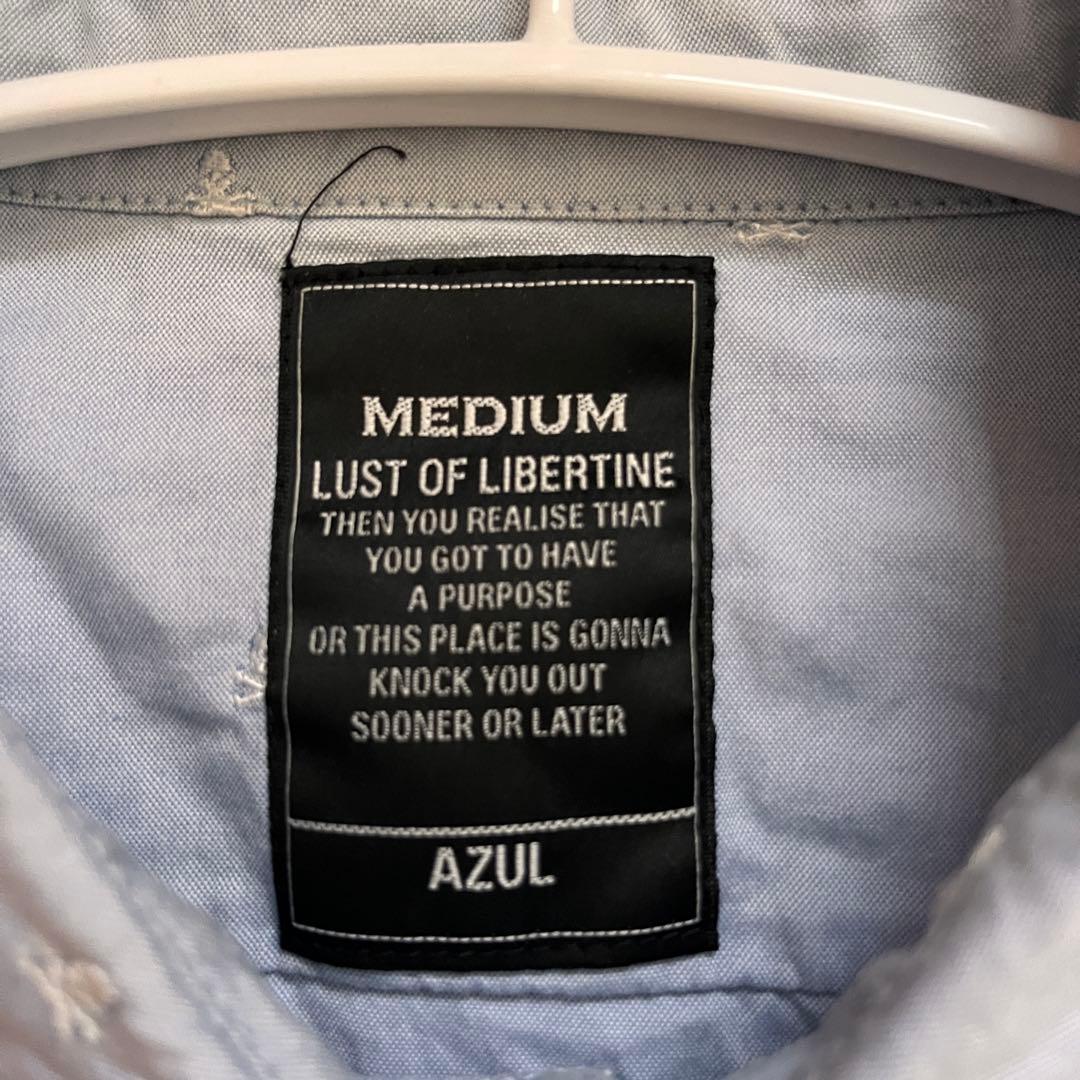 MEDIUM
LUST OF LIBERTINE
THEN YOU REALISE THAT
YOU GOT TO HAVE
A PURPOSE
OR THIS PLACE IS GONNA
KNOCK YOU OUT
SOONER OR LATER
AZUL